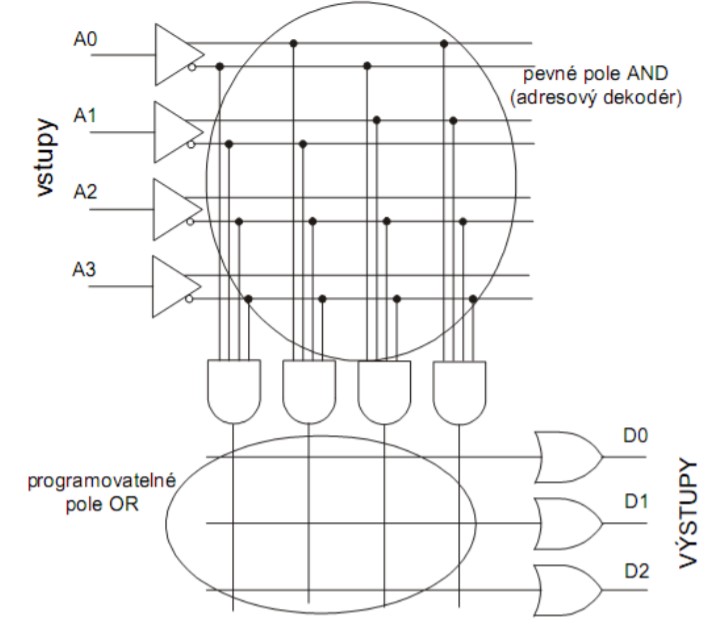 A0
pevné pole AND
(adresový dekodér)
A1
vstupy
A2
A3
D0
programovatelné
pole OR
D1
VÝSTUPY
D2